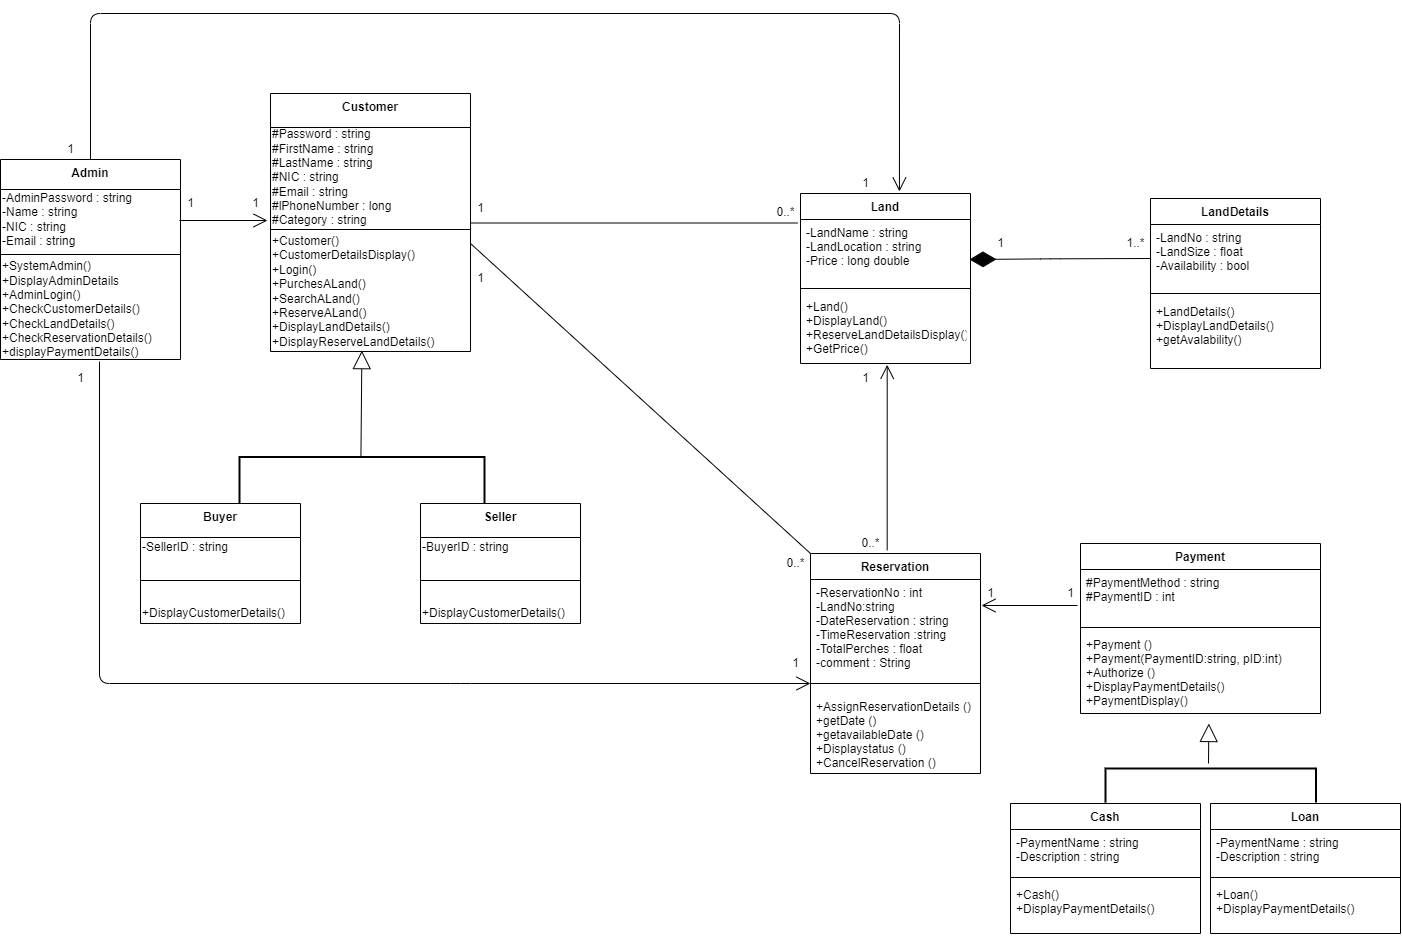 Customer
#Password : string
#FirstName : string
#LastName : string
#NIC : string
#Email : string
#IPhoneNumber : long
#Category : string
+Customer()
+CustomerDetailsDisplay()
+Login()
+PurchesALand()
+SearchALand()
+ReserveALand()
+DisplayLandDetails()
+DisplayReserveLandDetails()
1
Admin
-AdminPassword : string
-Name : string
-NIC : string
-Email : string
+SystemAdmin()
+DisplayAdminDetails
+AdminLogin()
+CheckCustomerDetails()
+CheckLandDetails()
+CheckReservationDetails()
+displayPaymentDetails()
1
1
1
1
1
0..*
1
1
Land
-LandName : string
-LandLocation : string
-Price : long double
+Land()
+DisplayLand()
+ReserveLandDetailsDisplay()
+GetPrice()
1
1..*
LandDetails
-LandNo : string
-LandSize : float
-Availability : bool
+LandDetails()
+DisplayLandDetails()
+getAvalability()
1
0..*
0..*
Buyer
-SellerID : string
+DisplayCustomerDetails()
Seller
-BuyerID : string
+DisplayCustomerDetails()
1
Reservation
-ReservationNo : int
-LandNo:string
-DateReservation : string
-TimeReservation :string
-TotalPerches : float
-comment : String
+AssignReservationDetails ()
+getDate ()
+getavailableDate ()
+Displaystatus ()
+CancelReservation ()
1
1
Payment
#PaymentMethod : string
#PaymentID : int
+Payment ()
+Payment(PaymentID:string, pID:int)
+Authorize ()
+DisplayPaymentDetails()
+PaymentDisplay()
Cash
-PaymentName : string
-Description : string
+Cash()
+DisplayPaymentDetails()
Loan
-PaymentName : string
-Description : string
+Loan()
+DisplayPaymentDetails()